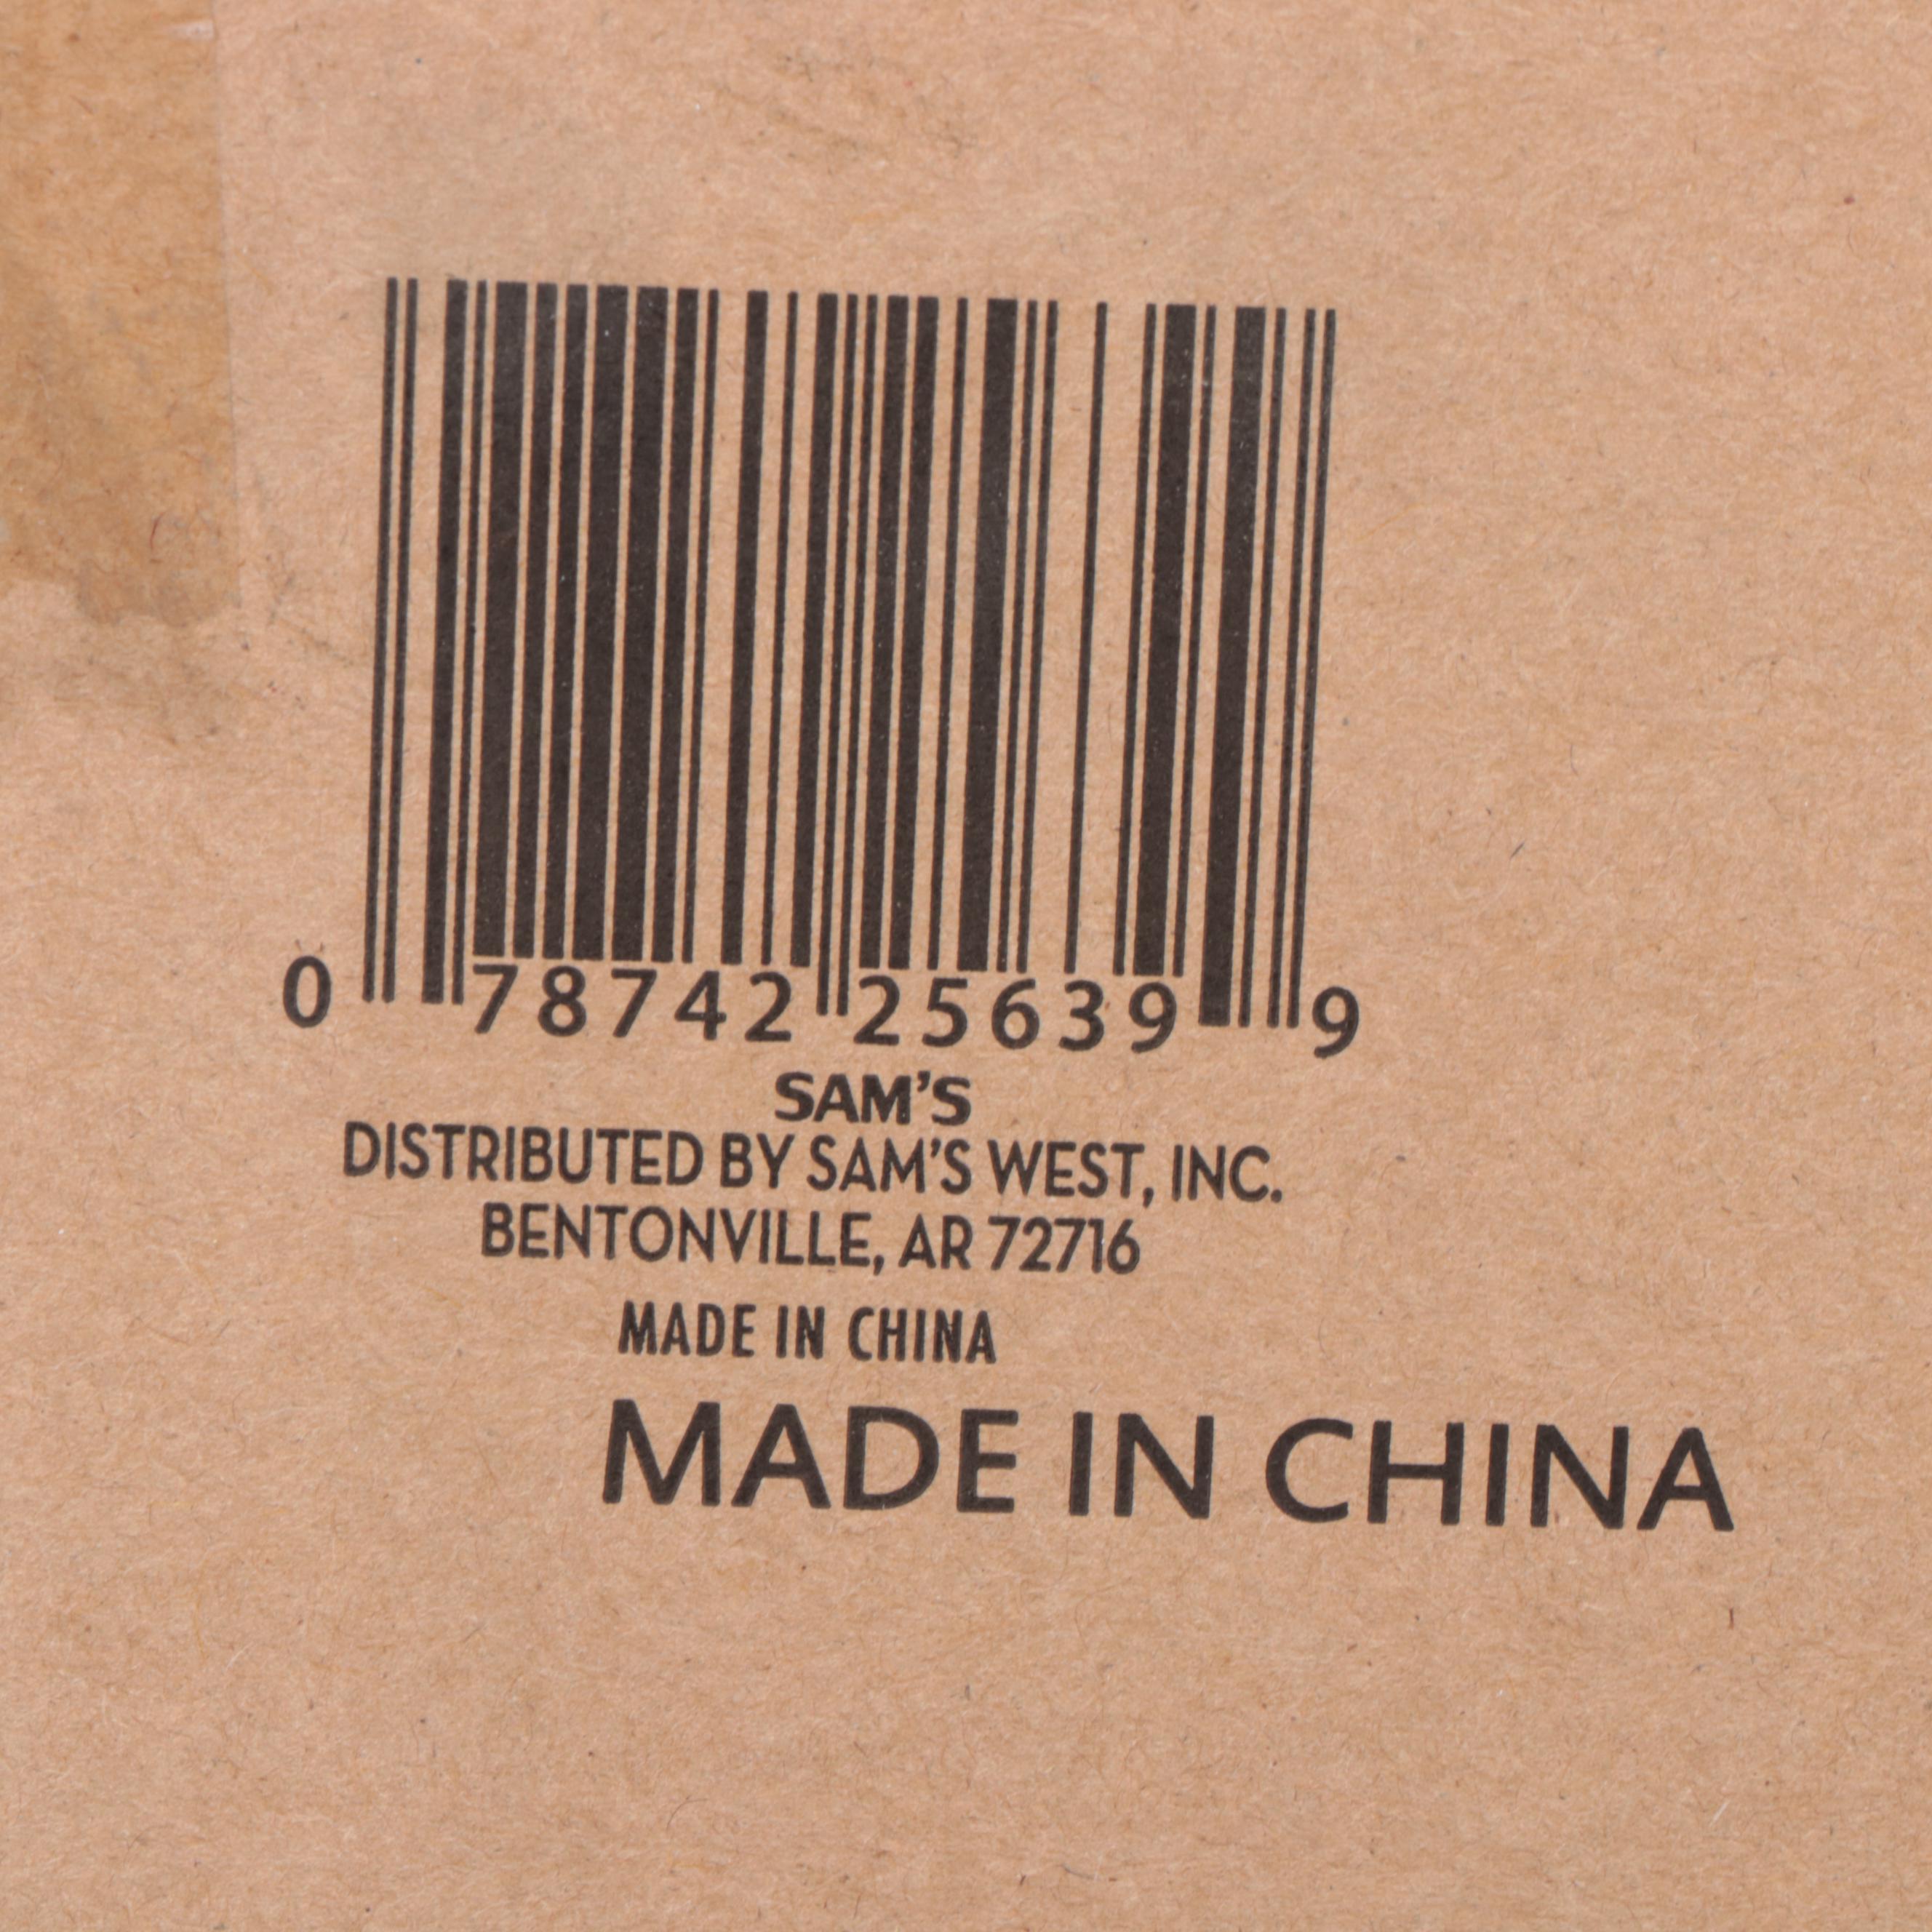 0 78742 25639 9
SAM'S
DISTRIBUTED BY SAM'S WEST, INC.
BENTONVILLE, AR 72716
MADE IN CHINA
MADE IN CHINA